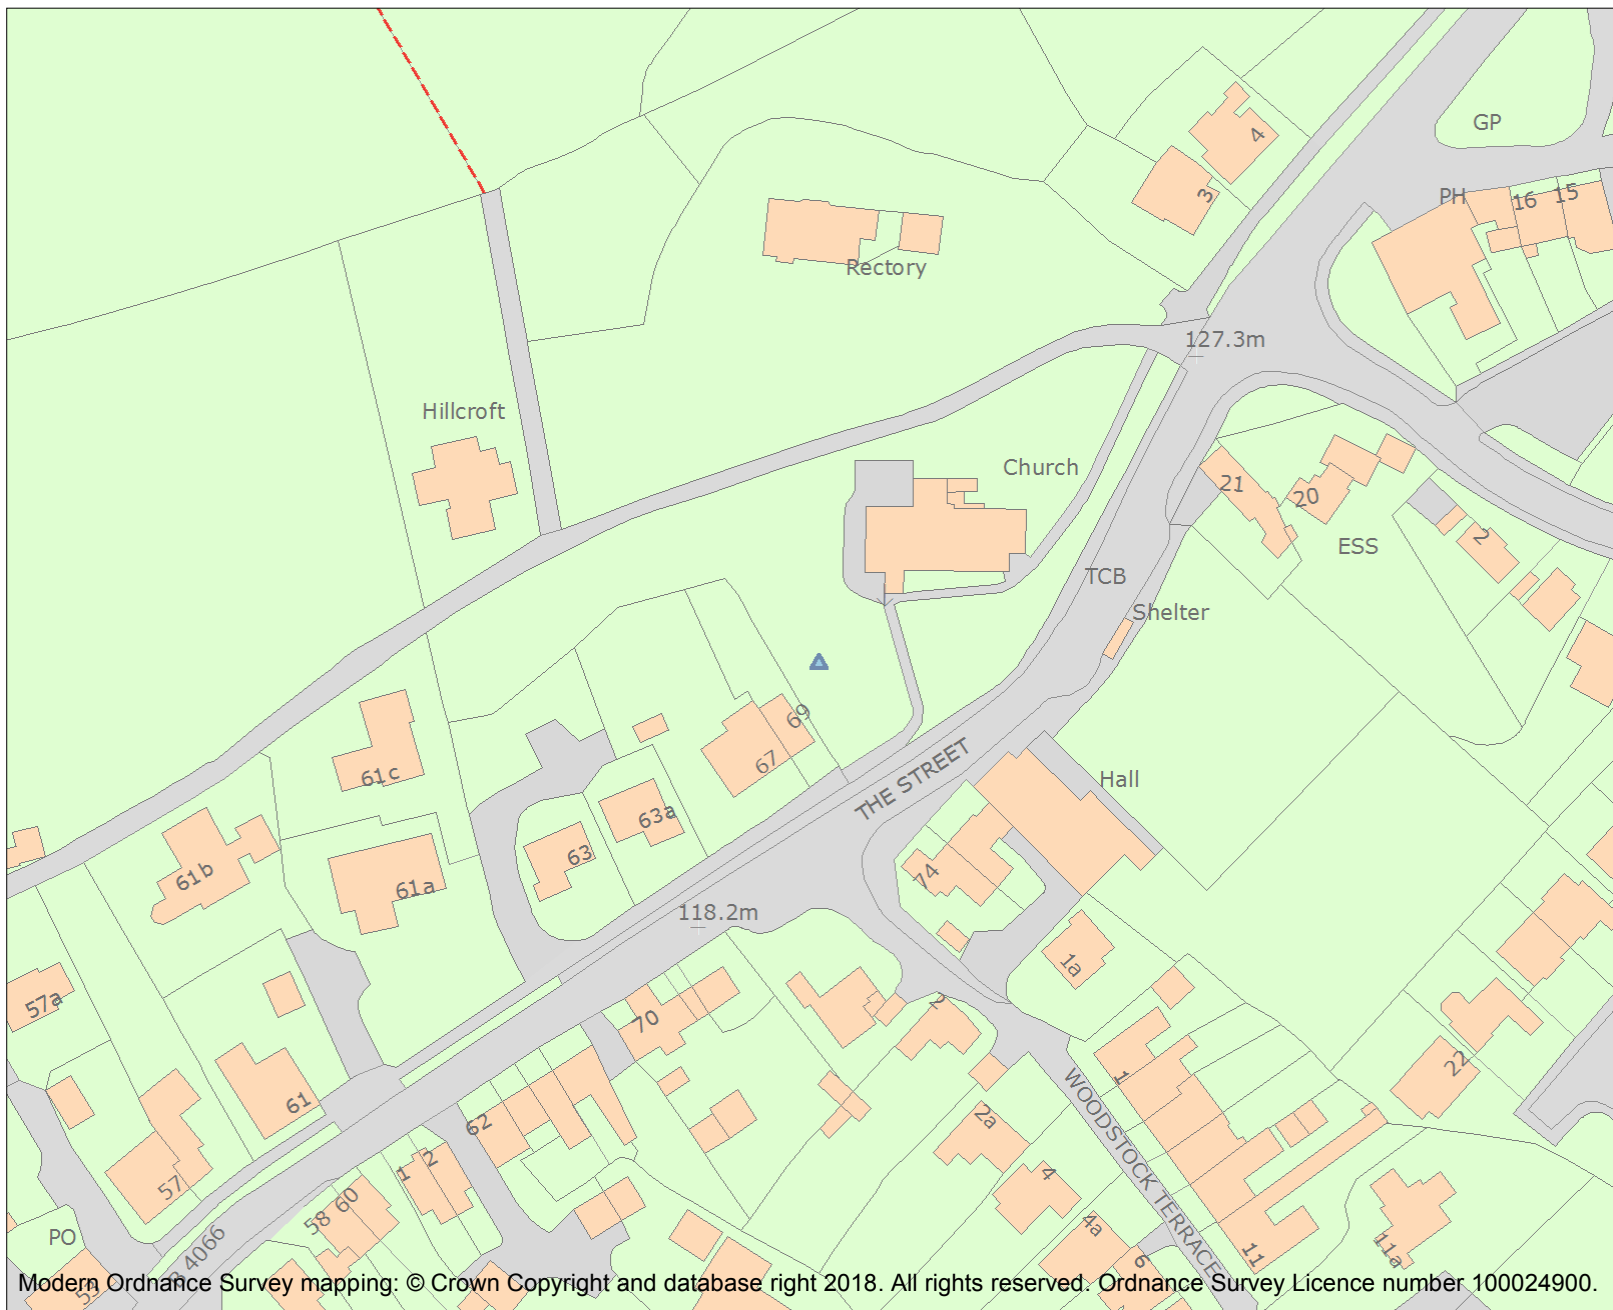 GP
4
3
PH
16
15
Rectory
127.3m
Hillcroft
Church
21
20
ESS
2
TCB
Shelter
69
67
THE STREET
Hall
61c
63a
63
61b
61a
74
118.2m
1a
57a
70
2
22
61
1
WOODSTOCK TERRACE
62
2a
1
2
4
57
58
60
4a
PO
B 4066
6
11
11a
53
Modern Ordnance Survey mapping: © Crown Copyright and database right 2018. All rights reserved. Ordnance Survey Licence number 100024900.